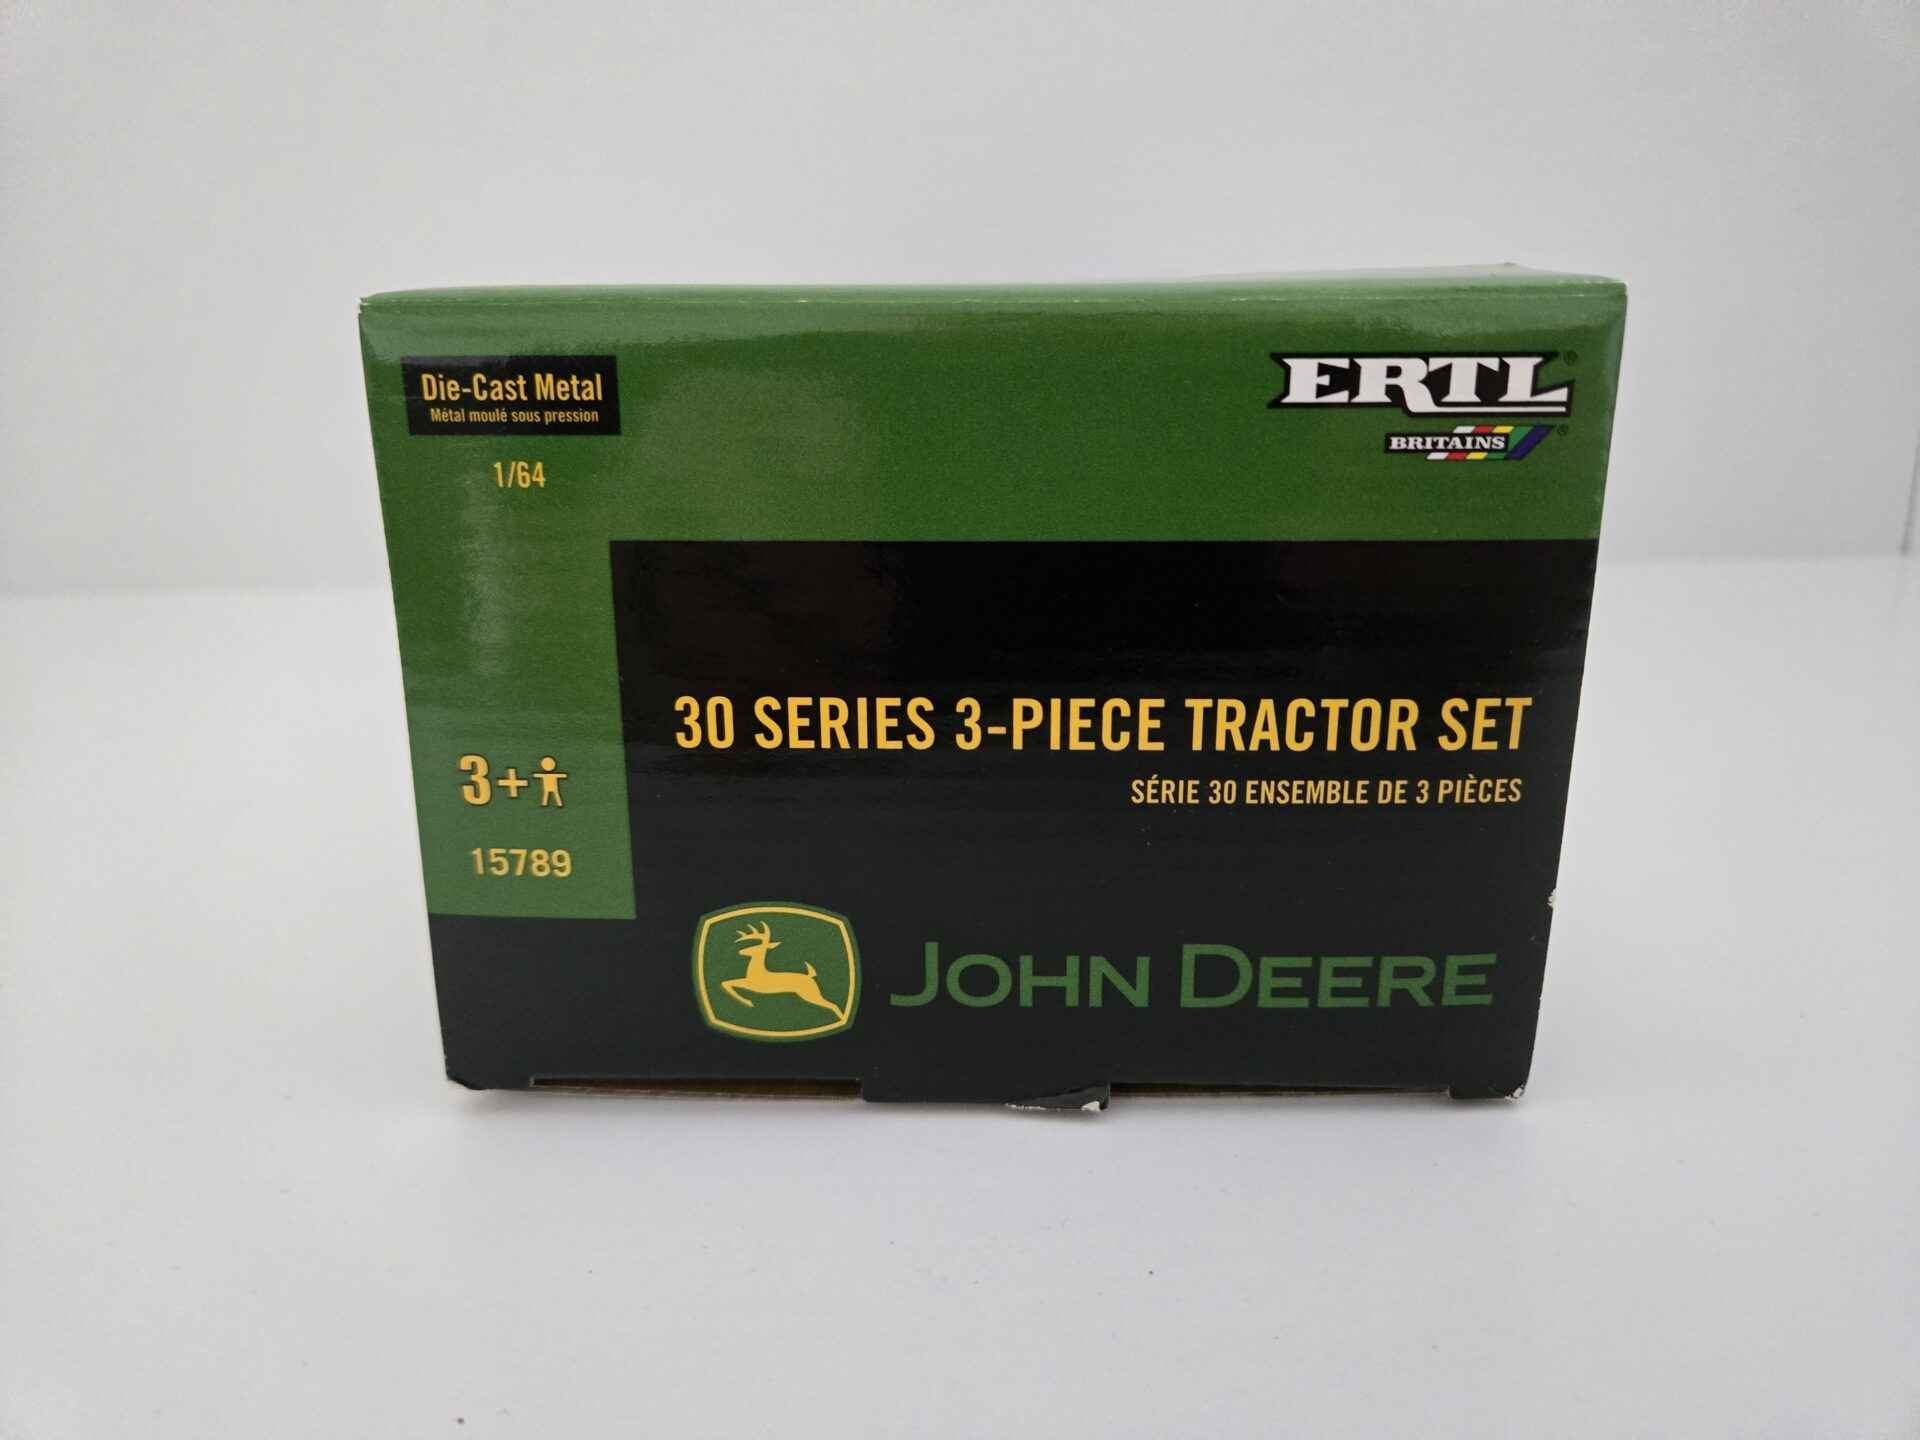 Die-Cast Metal
Métal moulé sous pression
1/64
ERTL®
BRITAINS®
30 SERIES 3-PIECE TRACTOR SET
SÉRIE 30 ENSEMBLE DE 3 PIÈCES
3+
15789
JOHN DEERE